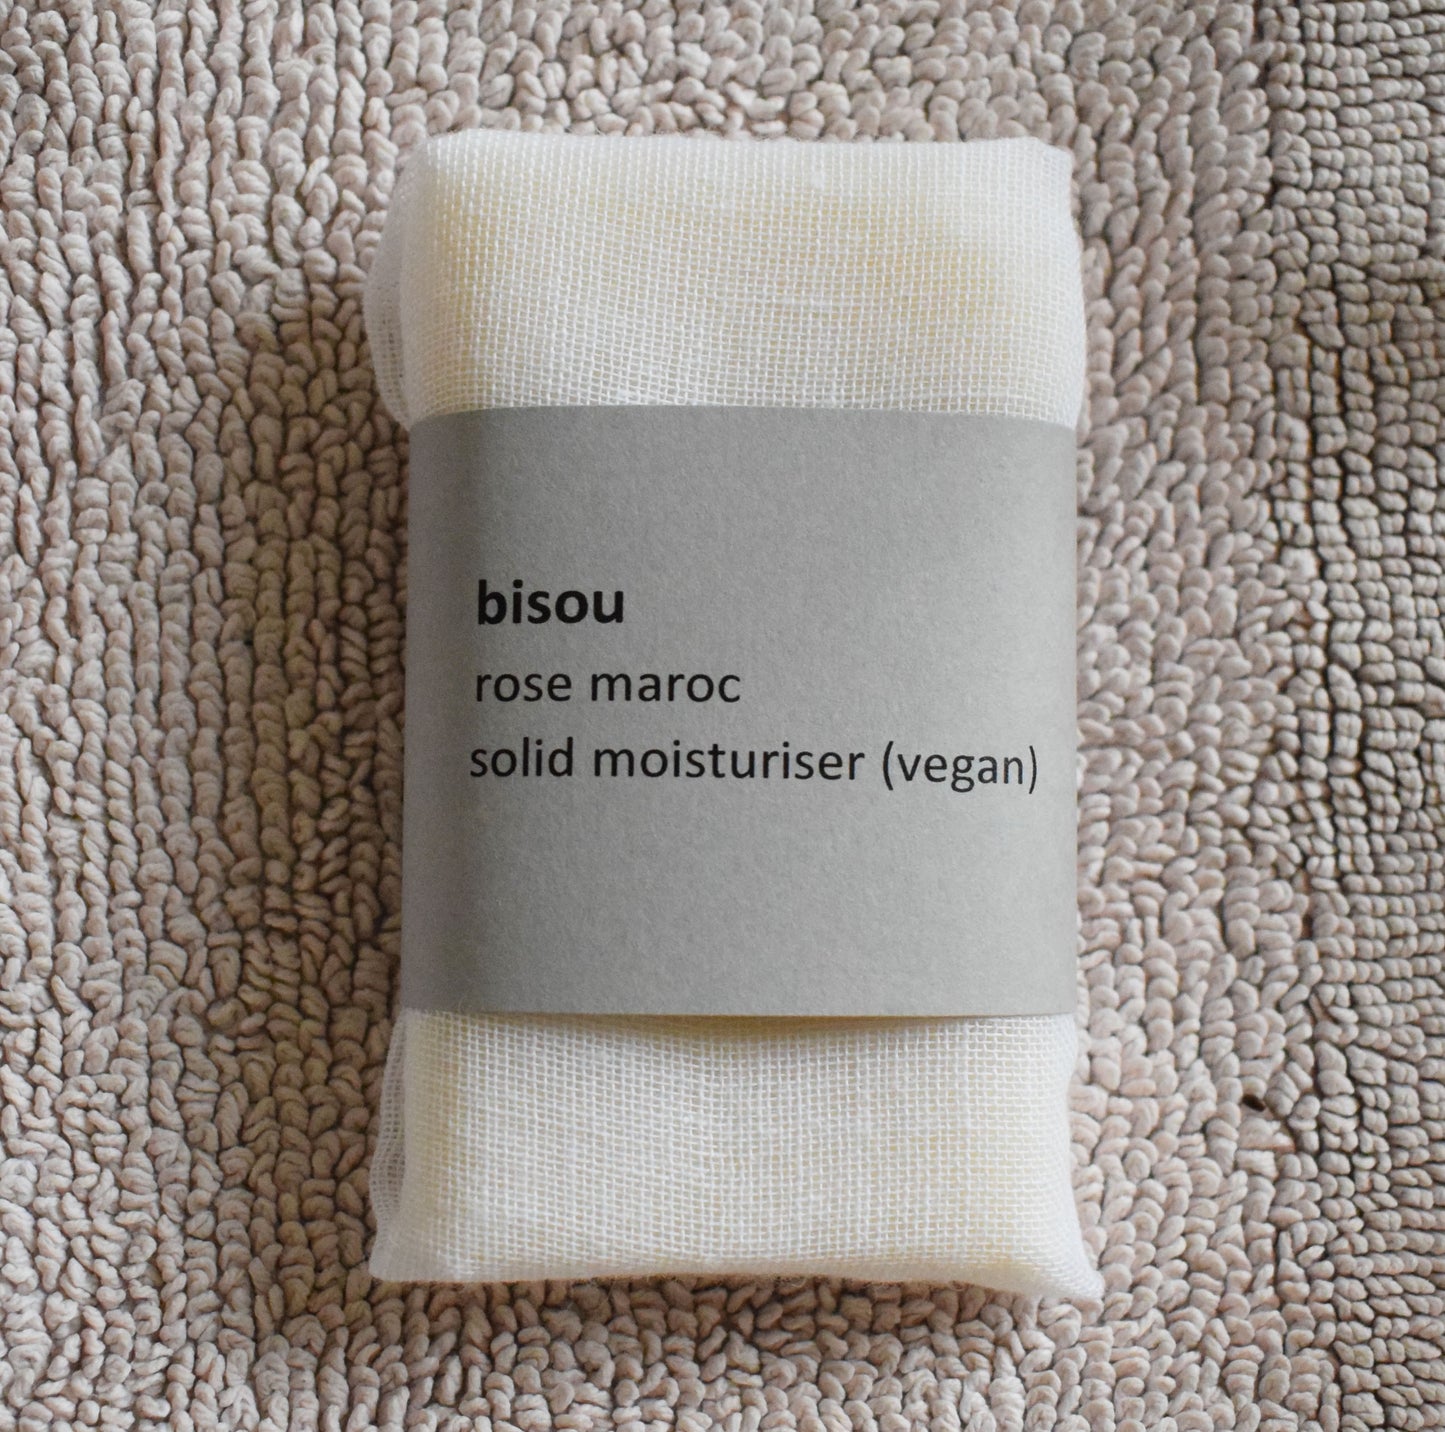 bisou
rose maroc
solid moisturiser (vegan)